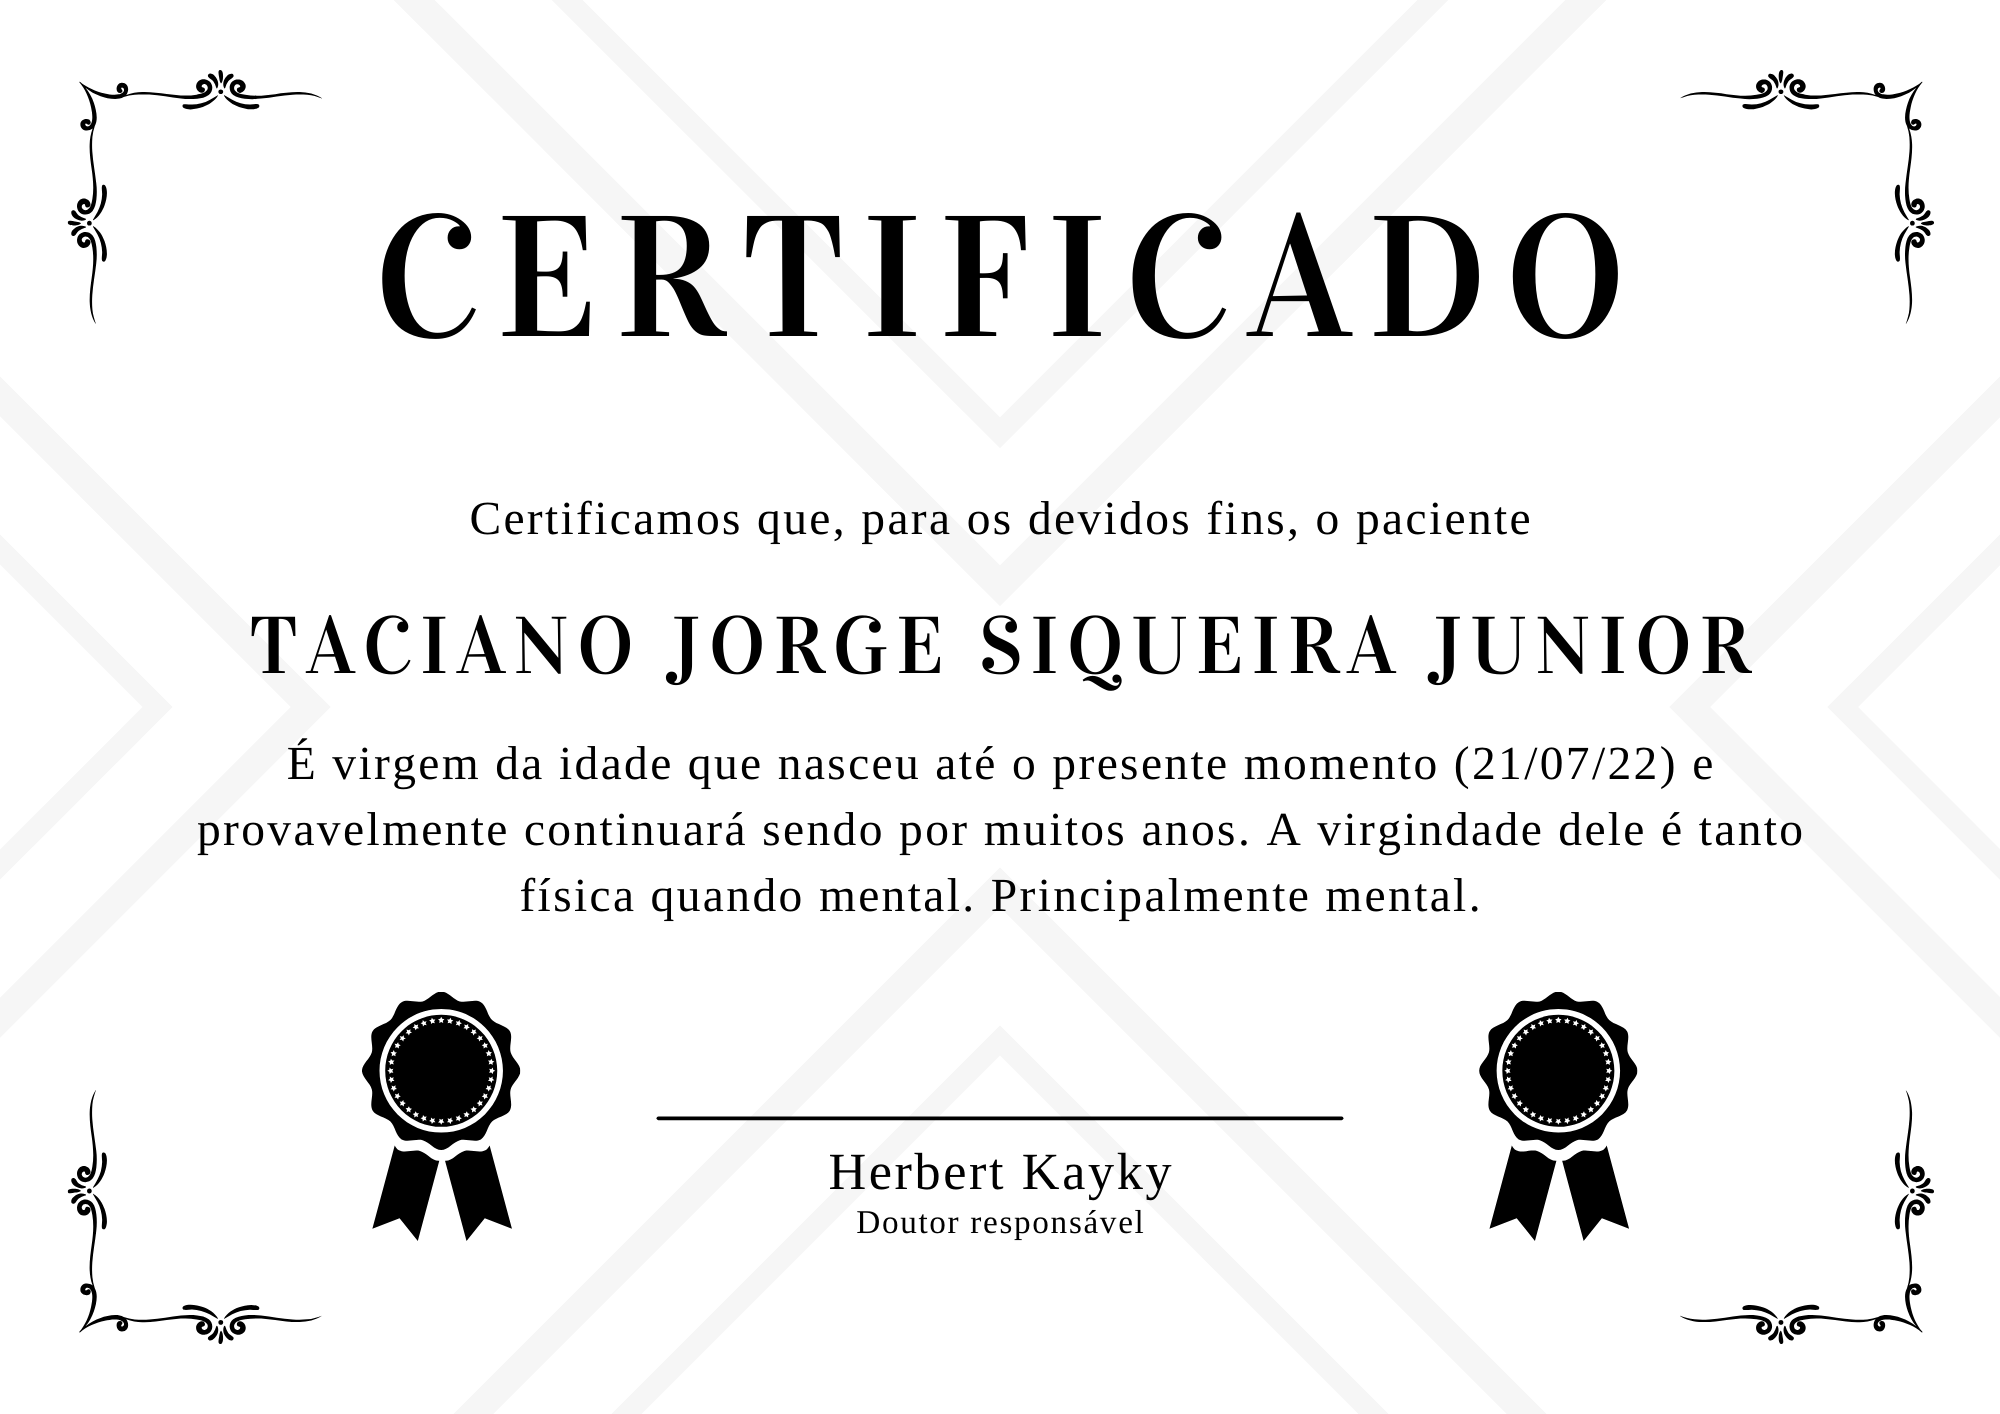 CERTIFICADO
Certificamos que, para os devidos fins, o paciente
TACIANO JORGE SIQUEIRA JUNIOR
É virgem da idade que nasceu até o presente momento (21/07/22) e
provavelmente continuará sendo por muitos anos. A virgindade dele é tanto
física quando mental. Principalmente mental.
Herbert Kayky
Doutor responsável